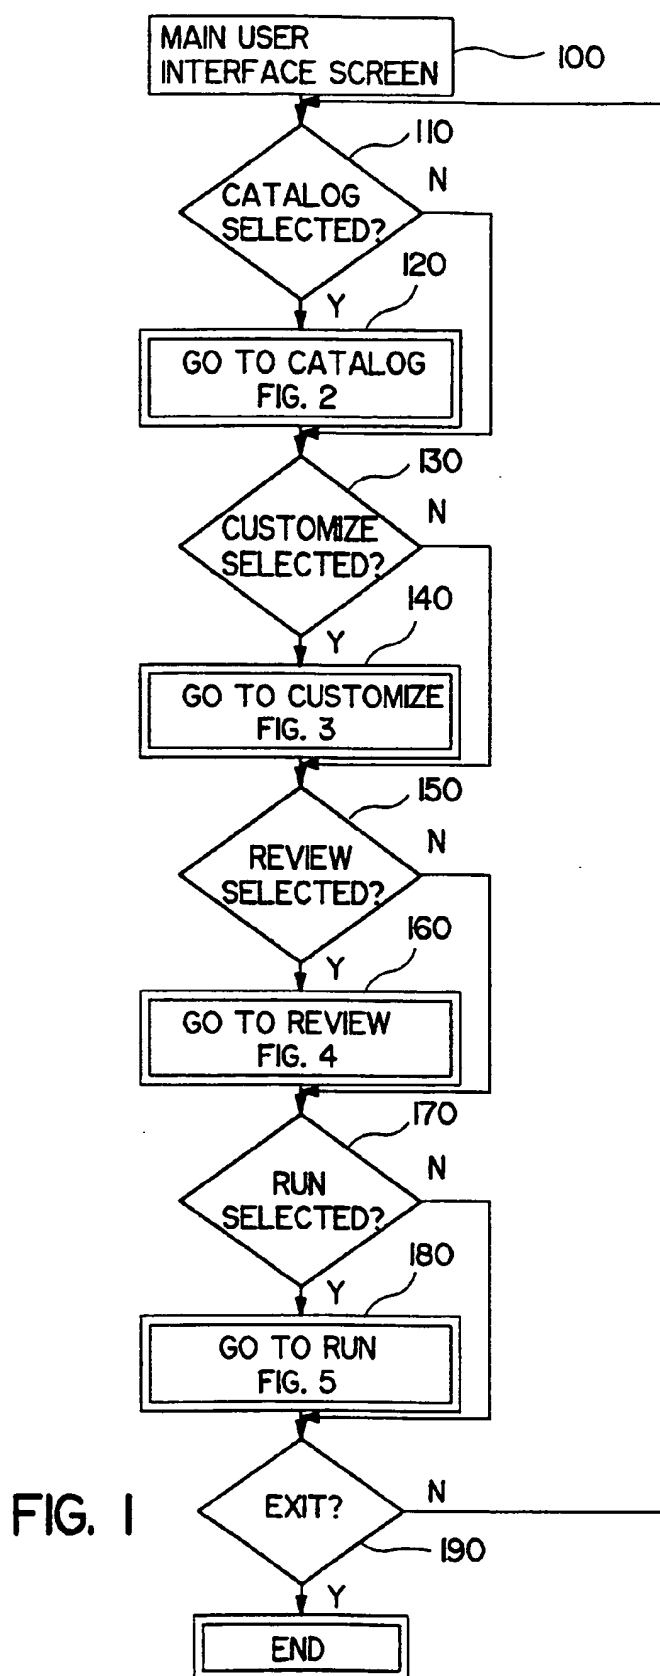 MAIN USER
INTERFACE SCREEN
100
110
CATALOG
SELECTED?
N
Y
120
GO TO CATALOG
FIG. 2
130
CUSTOMIZE
SELECTED?
N
Y
140
GO TO CUSTOMIZE
FIG. 3
150
REVIEW
SELECTED?
N
Y
160
GO TO REVIEW
FIG. 4
170
RUN
SELECTED?
N
Y
180
GO TO RUN
FIG. 5
EXIT?
N
190
Y
END
FIG. 1